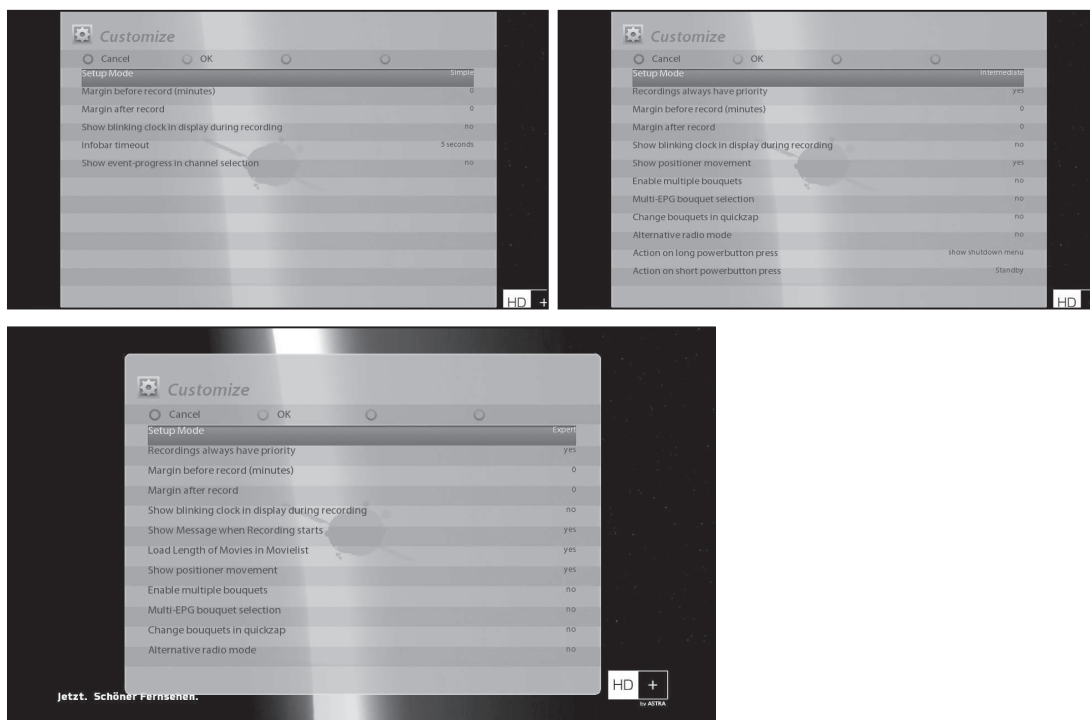 Customize
Cancel OK
Setup Mode Simple
Margin before record (minutes) 0
Margin after record 0
Show blinking clock in display during recording no
Infobar timeout 5 seconds
Show event-progress in channel selection no
HD +
Customize
Cancel OK
Setup Mode Intermediate
Recordings always have priority yes
Margin before record (minutes) 0
Margin after record 0
Show blinking clock in display during recording no
Show positioner movement yes
Enable multiple bouquets no
Multi-EPG bouquet selection no
Change bouquets in quickzap no
Alternative radio mode no
Action on long powerbutton press show shutdown menu
Action on short powerbutton press Standby
HD
Customize
Cancel OK
Setup Mode Expert
Recordings always have priority yes
Margin before record (minutes) 0
Margin after record 0
Show blinking clock in display during recording no
Show Message when Recording starts yes
Load Length of Movies in Movielist yes
Show positioner movement yes
Enable multiple bouquets no
Multi-EPG bouquet selection no
Change bouquets in quickzap no
Alternative radio mode no
Jetzt. Schöner Fernsehen.
HD +
by ASTRA